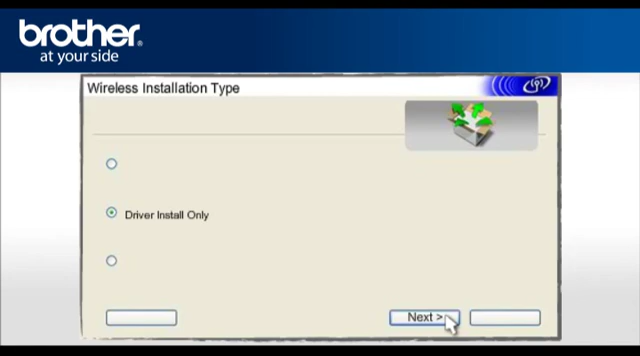 brother
at your side
Wireless Installation Type
Driver Install Only
Next >